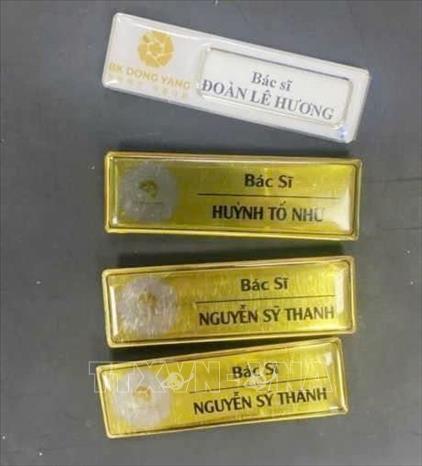 BK DONG YANG
Bác sĩ
ĐOÀN LÊ HƯƠNG
Bác Sĩ
HUỲNH TỐ NHƯ
Bác Sĩ
NGUYỄN SỸ THANH
Bác Sĩ
NGUYỄN SỸ THANH